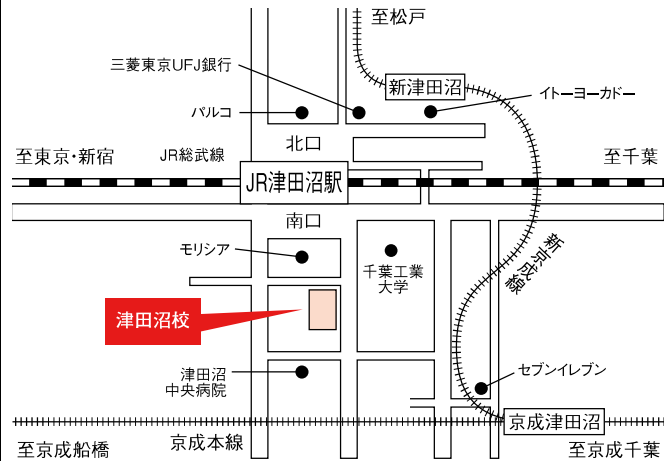 至松戸
三菱東京UFJ銀行
新津田沼
イトーヨーカドー
パルコ
北口
至東京・新宿
JR総武線
至千葉
JR津田沼駅
南口
モリシア
千葉工業
大学
新京成線
津田沼校
津田沼
中央病院
セブンイレブン
京成津田沼
至京成船橋
京成本線
至京成千葉